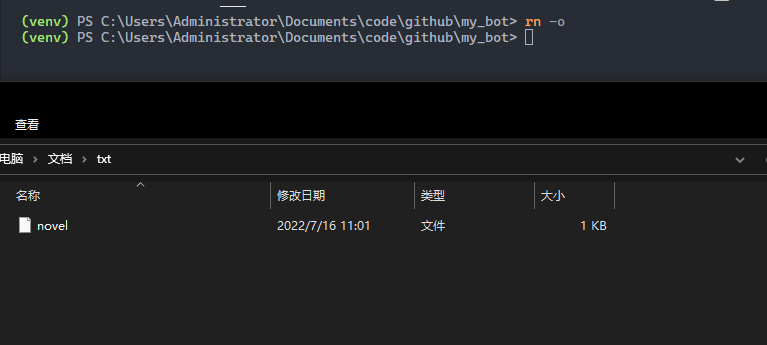 (venv) PS C:\Users\Administrator\Documents\code\github\my_bot> rn -o
(venv) PS C:\Users\Administrator\Documents\code\github\my_bot>
查看
电脑 > 文档 > txt
名称 修改日期 类型 大小
novel 2022/7/16 11:01 文件 1 KB